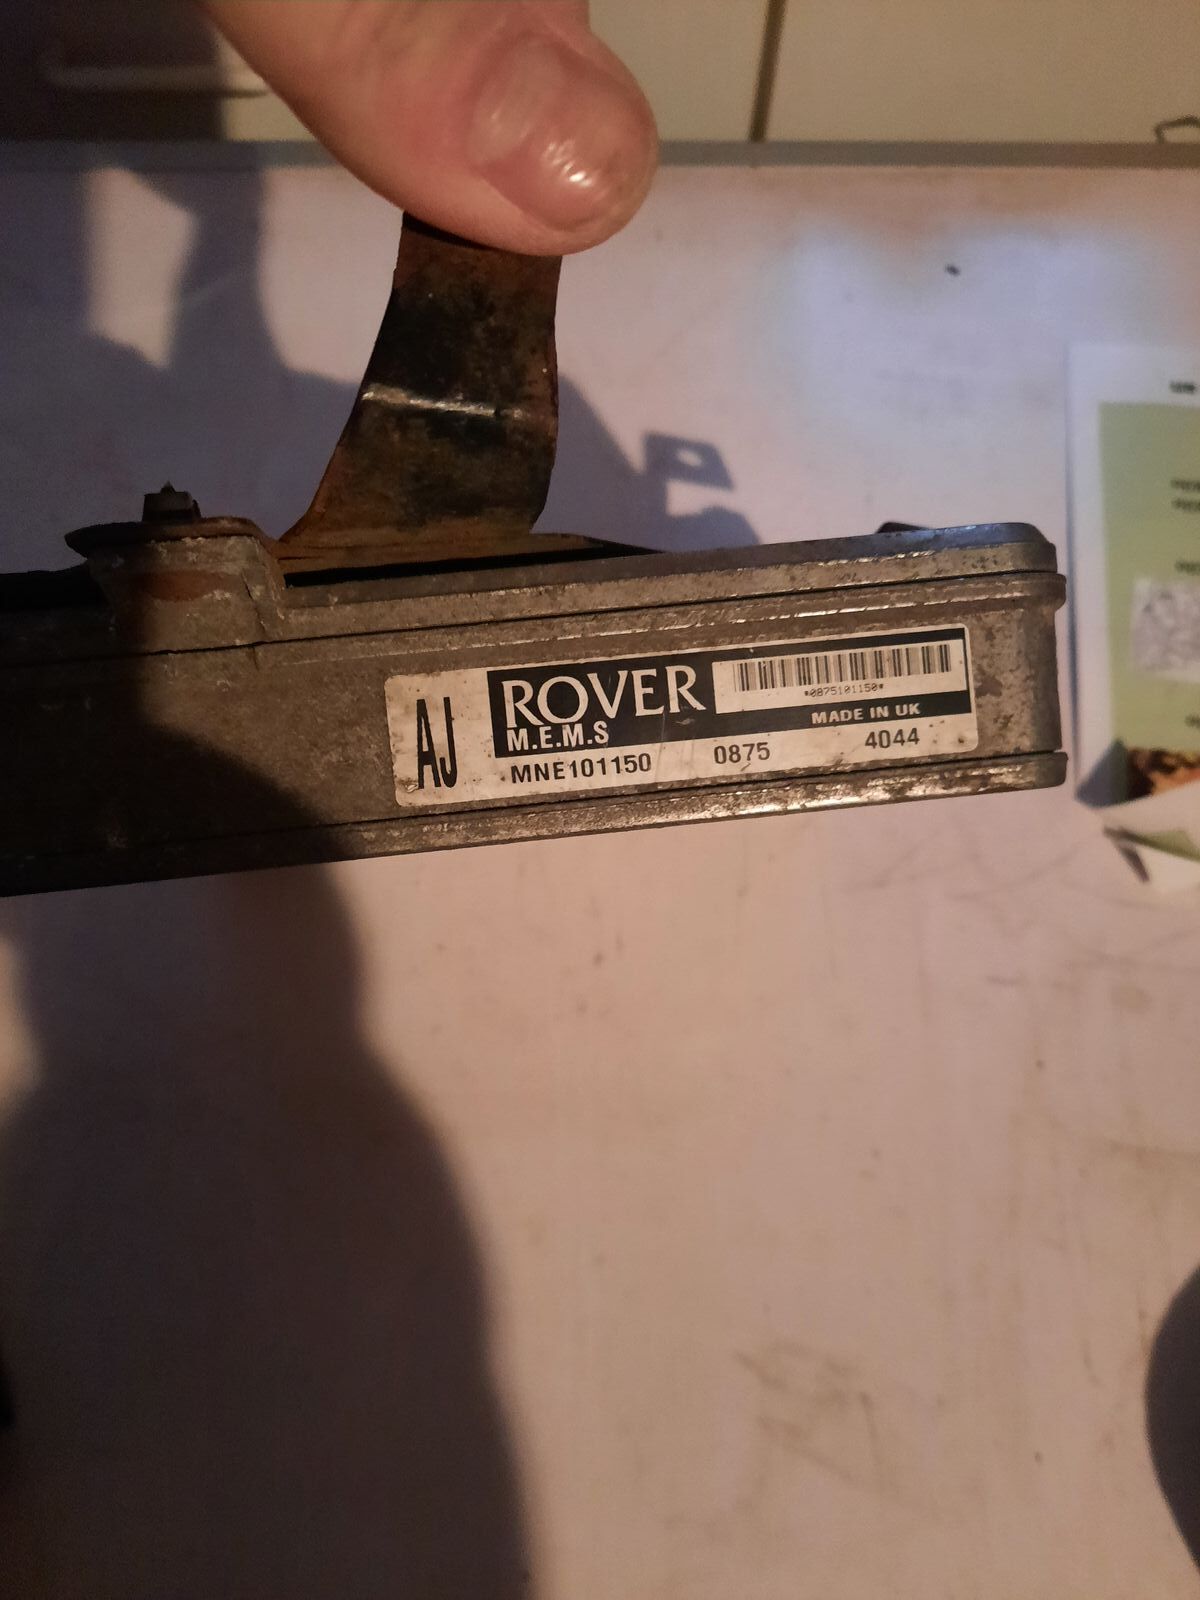 AJ
ROVER
M.E.M.S
*0875101150*
MADE IN UK
MNE101150 0875 4044